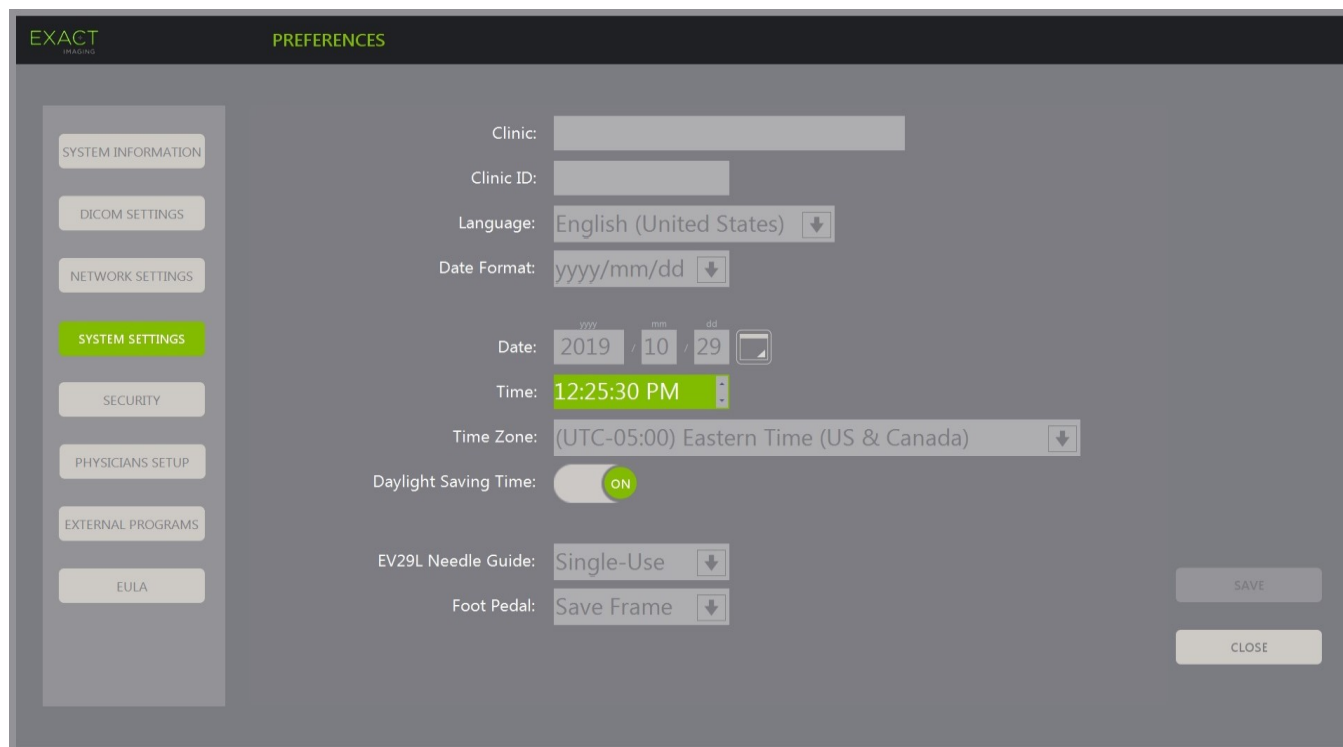 EXACT
IMAGING
PREFERENCES
SYSTEM INFORMATION
DICOM SETTINGS
NETWORK SETTINGS
SYSTEM SETTINGS
SECURITY
PHYSICIANS SETUP
EXTERNAL PROGRAMS
EULA
Clinic:
Clinic ID:
Language: English (United States)
Date Format: yyyy/mm/dd
yyyy mm dd
Date: 2019 / 10 / 29
Time: 12:25:30 PM
Time Zone: (UTC-05:00) Eastern Time (US & Canada)
Daylight Saving Time: ON
EV29L Needle Guide: Single-Use
Foot Pedal: Save Frame
SAVE
CLOSE